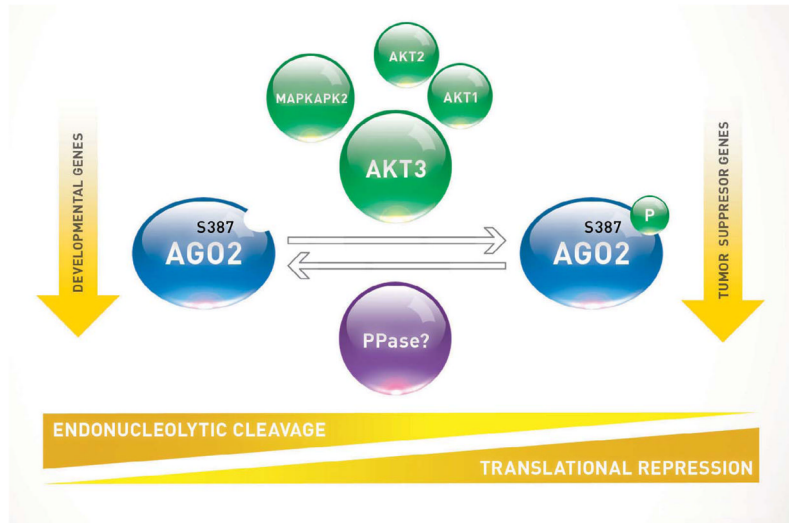 AKT2
MAPKAPK2
AKT1
AKT3
DEVELOPMENTAL GENES
TUMOR SUPPRESOR GENES
S387
AGO2
S387
P
AGO2
PPase?
ENDONUCLEOLYTIC CLEAVAGE
TRANSLATIONAL REPRESSION